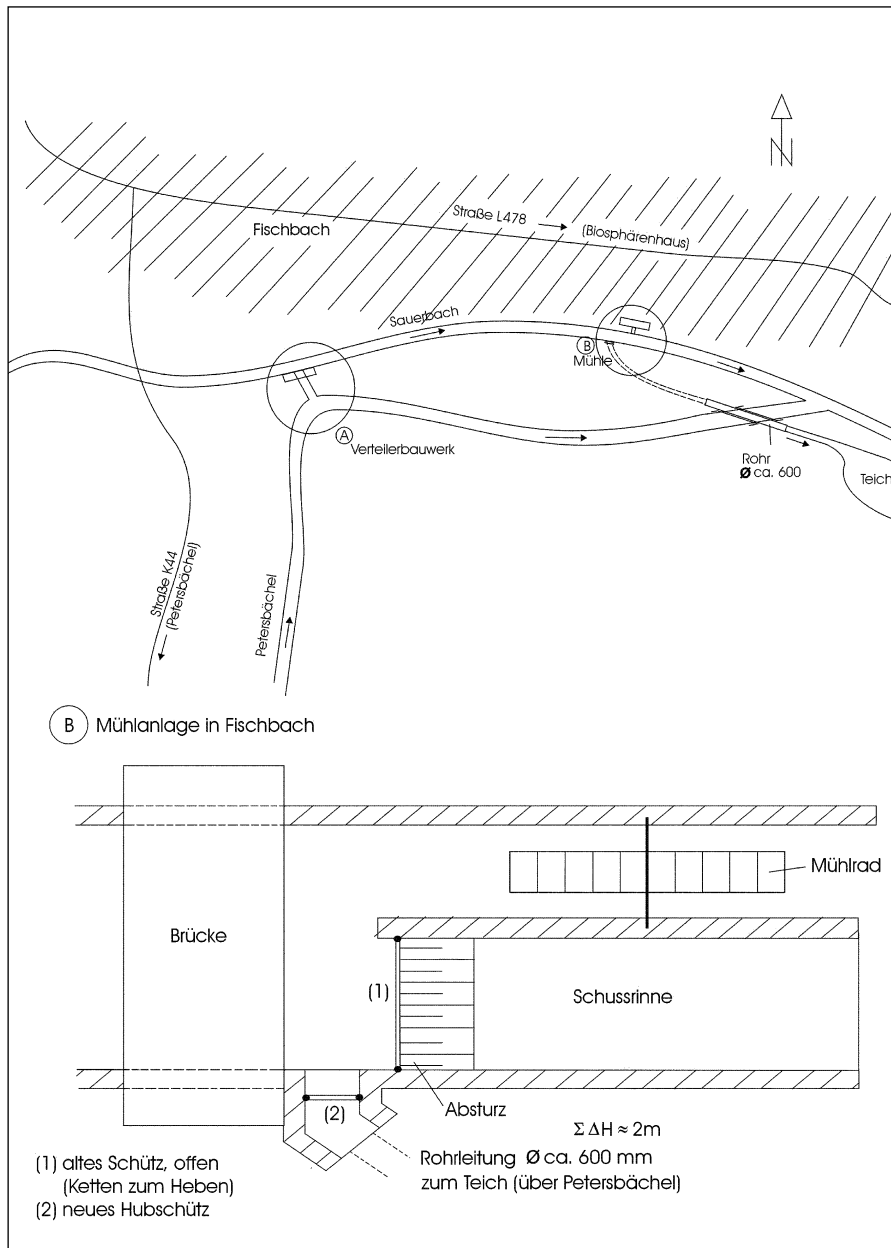 N
Straße L478
(Biosphärenhaus)
Fischbach
Sauerbach
B
Mühle
A
Verteilerbauwerk
Rohr
Ø ca. 600
Teich
Straße K44
(Petersbächel)
Petersbächel
B Mühlanlage in Fischbach
Mühlrad
Brücke
(1)
Schussrinne
(2)
Absturz
Σ ΔH ≈ 2m
(1) altes Schütz, offen
(Ketten zum Heben)
(2) neues Hubschütz
Rohrleitung Ø ca. 600 mm
zum Teich (über Petersbächel)